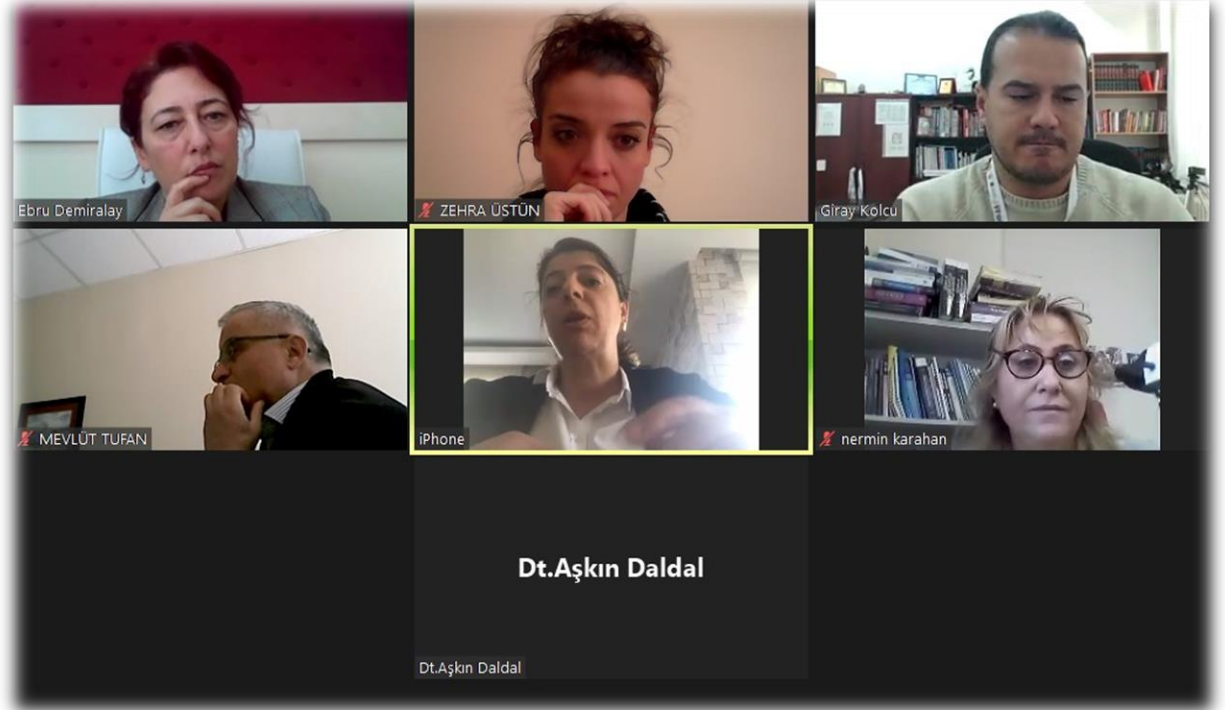 Ebru Demiralay
ZEHRA ÜSTÜN
Giray Kolcu
MEVLÜT TUFAN
iPhone
nermin karahan
Dt.Aşkın Daldal
Dt.Aşkın Daldal